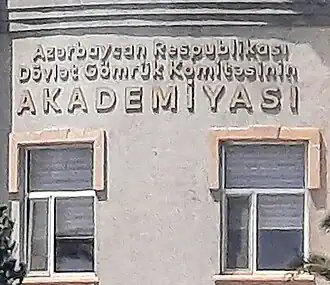 Azərbaycan Respublikası
Dövlət Gömrük Komitəsinin
AKADEMİYASI